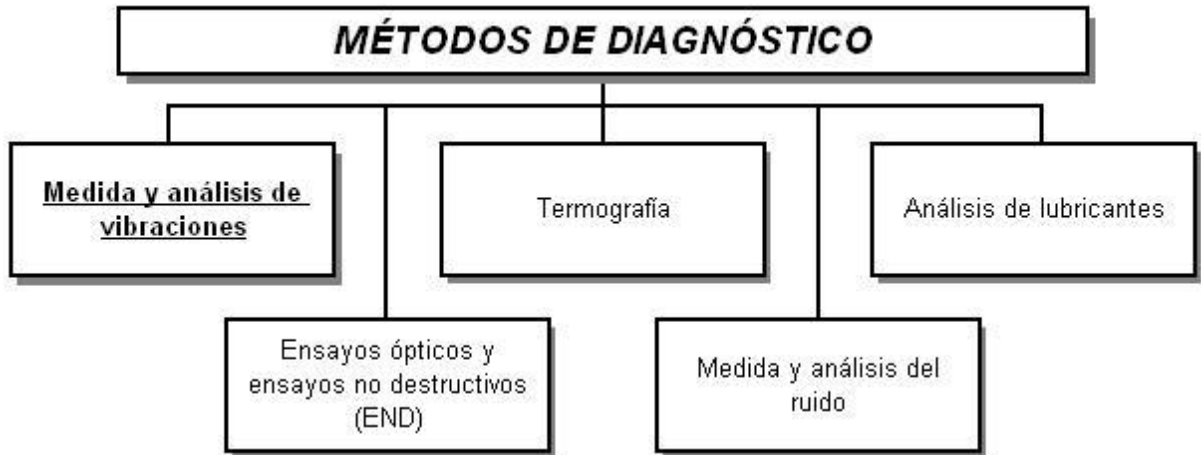 MÉTODOS DE DIAGNÓSTICO
Medida y análisis de
vibraciones
Termografía
Análisis de lubricantes
Ensayos ópticos y
ensayos no destructivos
(END)
Medida y análisis del
ruido